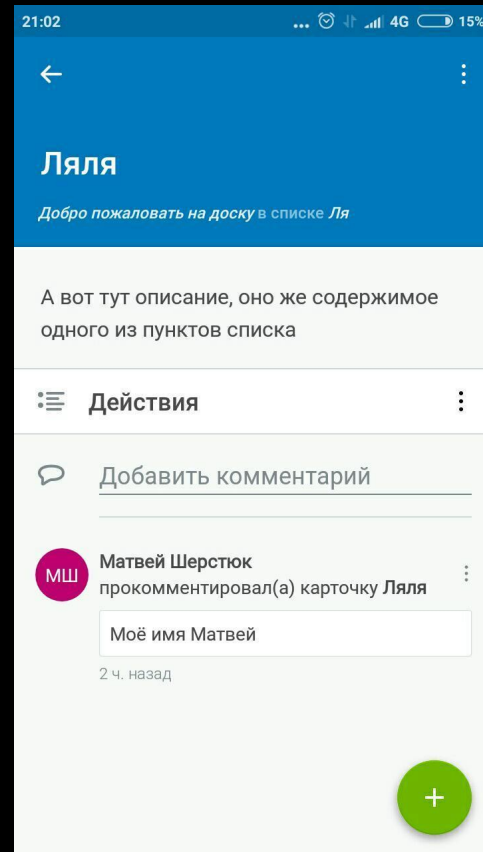 21:02 ... 4G 15%
Ляля
Добро пожаловать на доску в списке Ля
А вот тут описание, оно же содержимое
одного из пунктов списка
Действия
Добавить комментарий
МШ
Матвей Шерстюк
прокомментировал(а) карточку Ляля
Моё имя Матвей
2 ч. назад